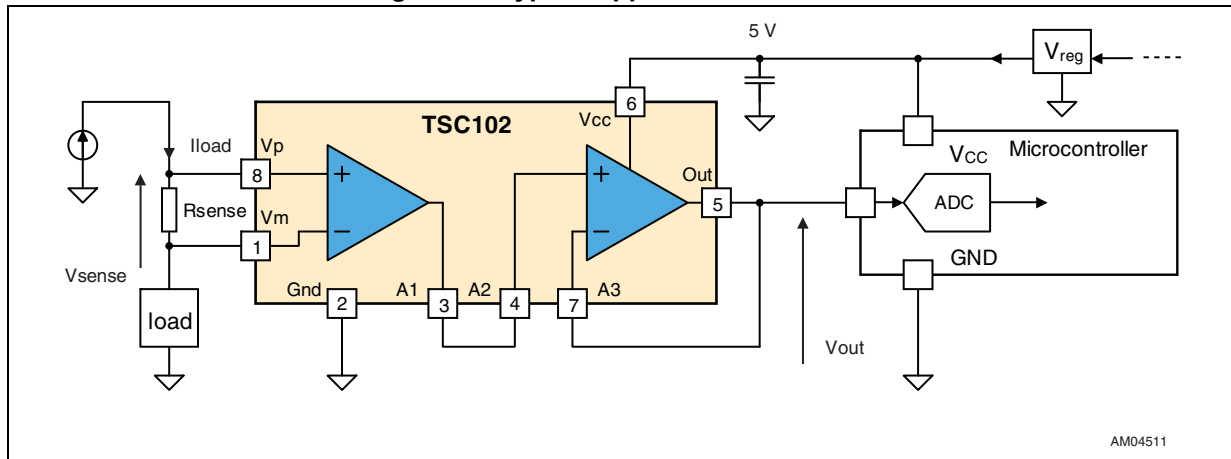 5 V
Vreg
6
Vcc
TSC102
Iload
Vp
8
+
Out
VCC
Microcontroller
Rsense
Vm
5
ADC
1
−
+
−
Vsense
Gnd
A1
A2
A3
GND
2
3
4
7
load
Vout
AM04511